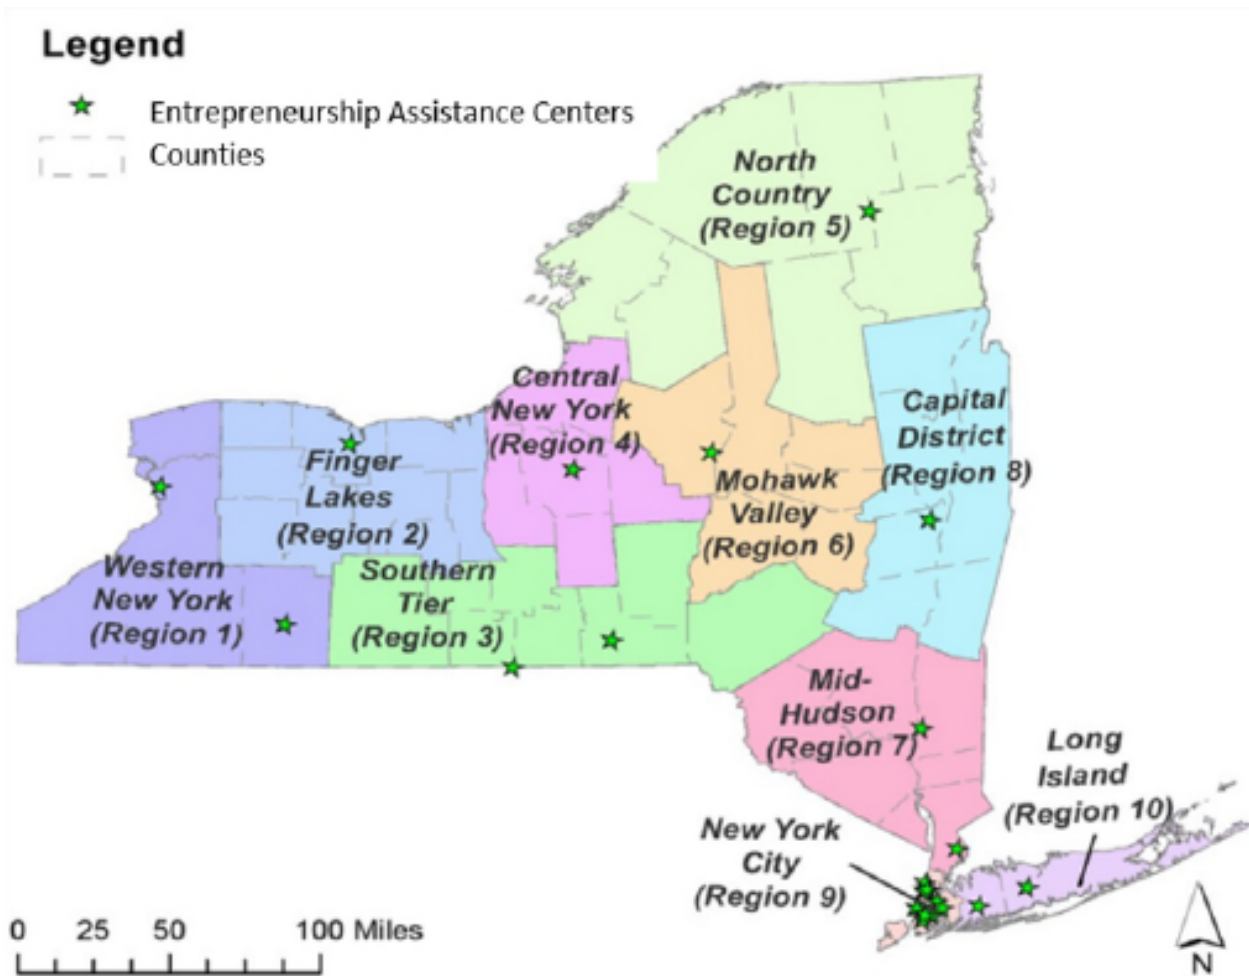 Legend
Entrepreneurship Assistance Centers
Counties
North
Country
(Region 5)
Central
New York
(Region 4)
Capital
District
(Region 8)
Finger
Lakes
(Region 2)
Mohawk
Valley
(Region 6)
Western
New York
(Region 1)
Southern
Tier
(Region 3)
Mid-
Hudson
(Region 7)
Long
Island
(Region 10)
New York
City
(Region 9)
0 25 50 100 Miles
N